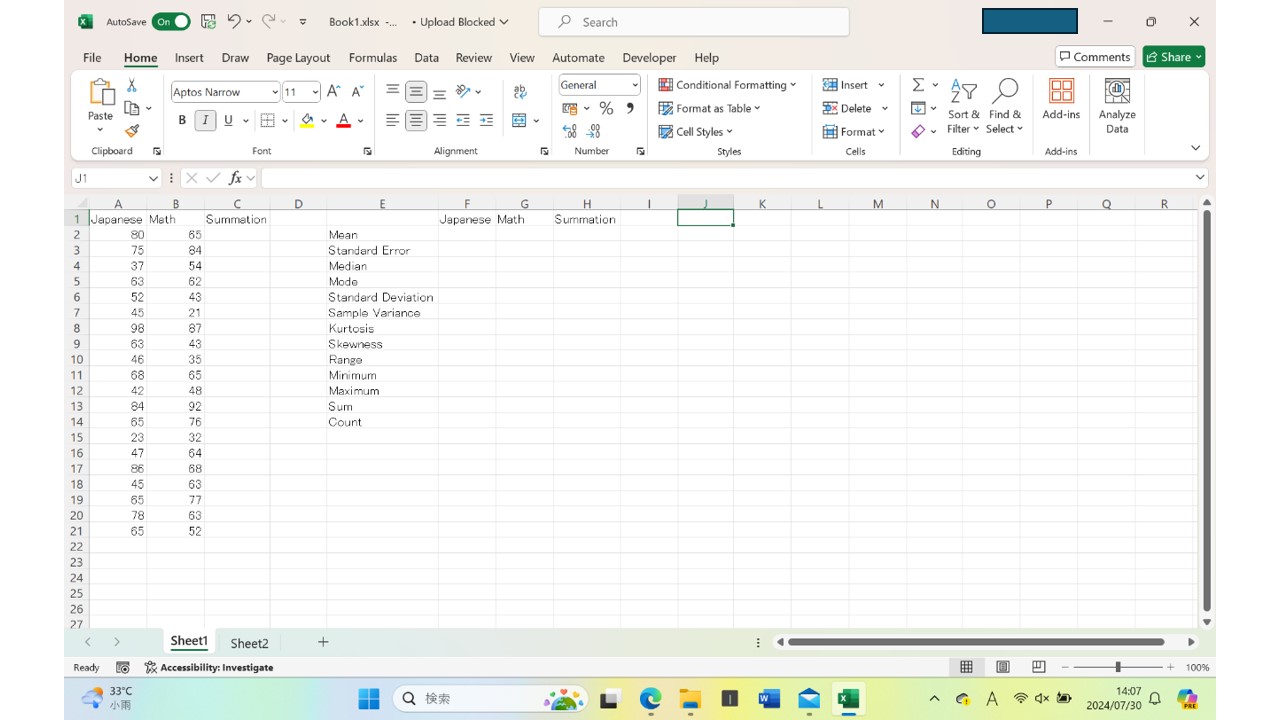 AutoSave On Book1.xlsx -... • Upload Blocked Search
File Home Insert Draw Page Layout Formulas Data Review View Automate Developer Help Comments Share
Paste Aptos Narrow 11 General Conditional Formatting Insert Sort & Find & Add-ins Analyze
B I U A % Format as Table Delete Filter Select Data
Cell Styles Format
Clipboard Font Alignment Number Styles Cells Editing Add-ins
J1 fx
A B C D E F G H I J K L M N O P Q R
1 Japanese Math Summation Japanese Math Summation
2 80 65 Mean
3 75 84 Standard Error
4 37 54 Median
5 63 62 Mode
6 52 43 Standard Deviation
7 45 21 Sample Variance
8 98 87 Kurtosis
9 63 43 Skewness
10 46 35 Range
11 68 65 Minimum
12 42 48 Maximum
13 84 92 Sum
14 65 76 Count
15 23 32
16 47 64
17 86 68
18 45 63
19 65 77
20 78 63
21 65 52
22
23
24
25
26
27
Sheet1 Sheet2
Ready Accessibility: Investigate 100%
33°C 検索 A 14:07
小雨 2024/07/30